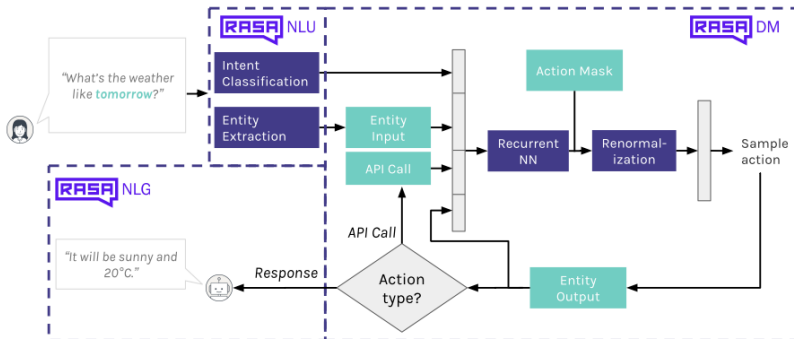 RASA NLU
RASA DM
"What's the weather
like tomorrow?"
Intent
Classification
Entity
Extraction
Entity
Input
API Call
Action Mask
Recurrent
NN
Renormal-
ization
Sample
action
RASA NLG
"It will be sunny and
20°C."
Response
API Call
Action
type?
Entity
Output